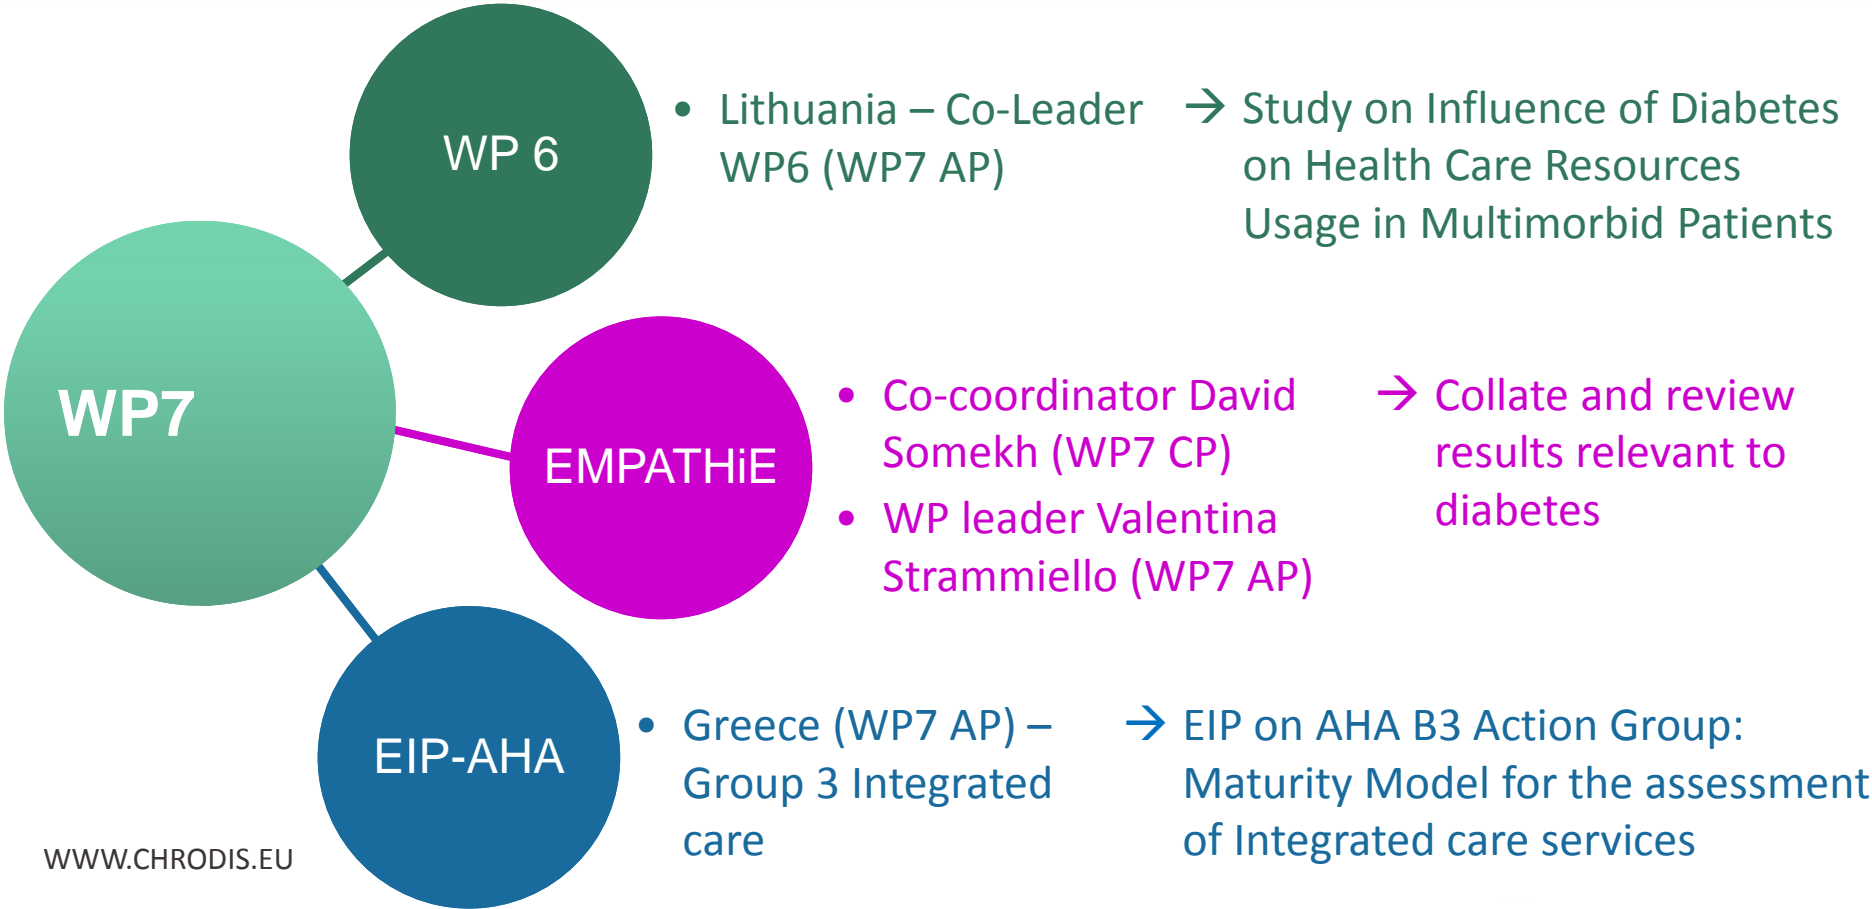 WP 6
• Lithuania – Co-Leader
WP6 (WP7 AP)
→ Study on Influence of Diabetes
on Health Care Resources
Usage in Multimorbid Patients
WP7
EMPATHiE
• Co-coordinator David
Somekh (WP7 CP)
• WP leader Valentina
Strammiello (WP7 AP)
→ Collate and review
results relevant to
diabetes
EIP-AHA
• Greece (WP7 AP) –
Group 3 Integrated
care
→ EIP on AHA B3 Action Group:
Maturity Model for the assessment
of Integrated care services
WWW.CHRODIS.EU